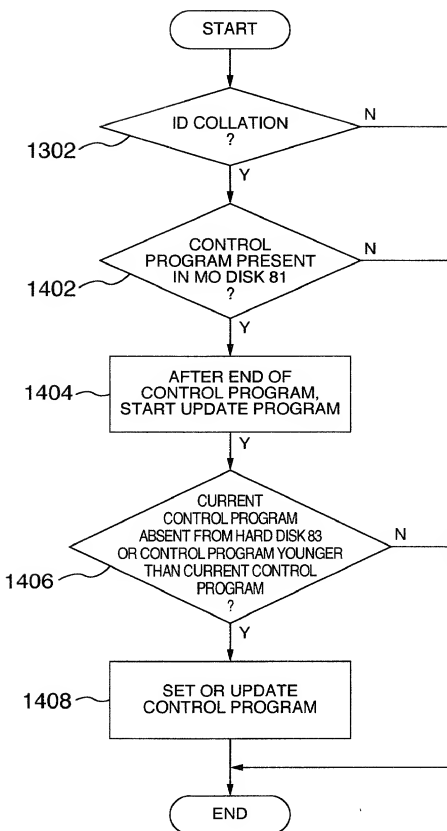 START
ID COLLATION
?
N
1302
Y
CONTROL
PROGRAM PRESENT
IN MO DISK 81
?
N
1402
Y
AFTER END OF
CONTROL PROGRAM,
START UPDATE PROGRAM
1404
Y
CURRENT
CONTROL PROGRAM
ABSENT FROM HARD DISK 83
OR CONTROL PROGRAM YOUNGER
THAN CURRENT CONTROL
PROGRAM
?
N
1406
Y
SET OR UPDATE
CONTROL PROGRAM
1408
END